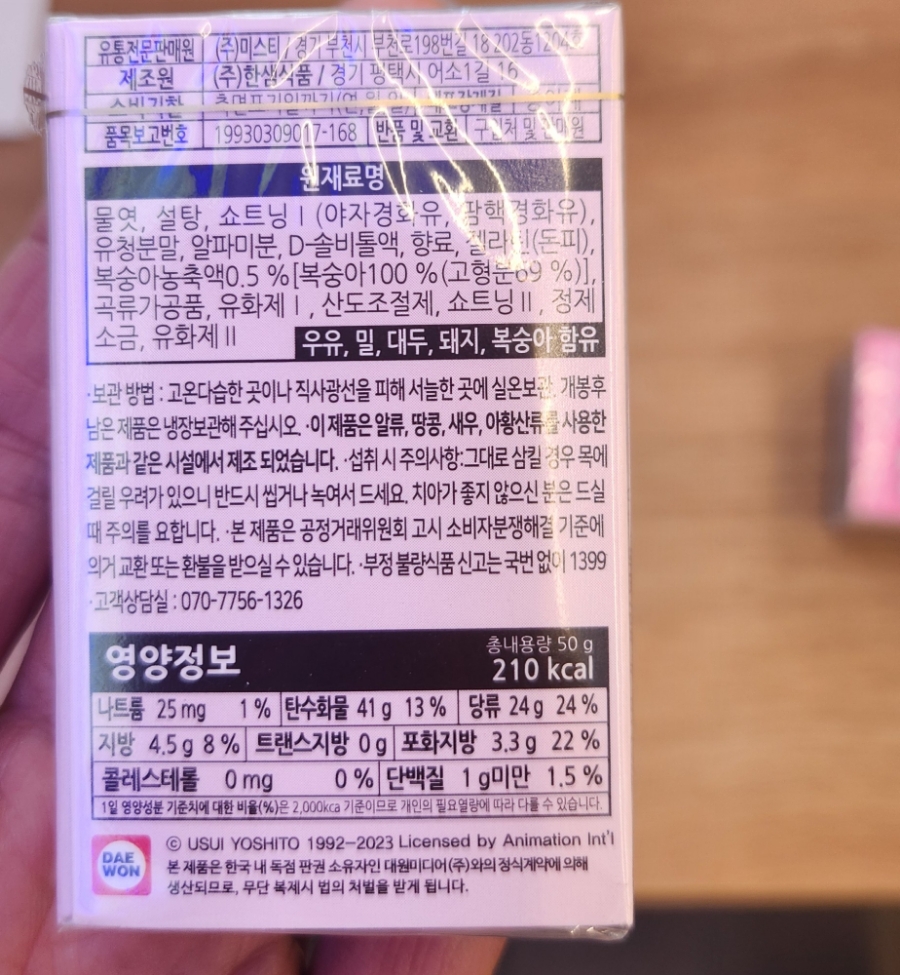 유통전문판매원 (주)미스티 / 경기 부천시 부천로198번길 18 202동1204호
제조원 (주)한샘식품 / 경기 평택시 어소1길 16
소비기한 측면표기일까지(연,월,일)
품목보고번호 19930309017-168 반품 및 교환 구입처 및 판매원
원재료명
물엿, 설탕, 쇼트닝Ⅰ(야자경화유, 팜핵경화유),
유청분말, 알파미분, D-솔비톨액, 향료, 젤라틴(돈피),
복숭아농축액0.5 %[복숭아100 %(고형분69 %)],
곡류가공품, 유화제Ⅰ, 산도조절제, 쇼트닝Ⅱ, 정제
소금, 유화제Ⅱ 우유, 밀, 대두, 돼지, 복숭아 함유
·보관 방법 : 고온다습한 곳이나 직사광선을 피해 서늘한 곳에 실온보관. 개봉후
남은 제품은 냉장보관해 주십시오. ·이 제품은 알류, 땅콩, 새우, 아황산류를 사용한
제품과 같은 시설에서 제조 되었습니다. ·섭취 시 주의사항:그대로 삼킬 경우 목에
걸릴 우려가 있으니 반드시 씹거나 녹여서 드세요. 치아가 좋지 않으신 분은 드실
때 주의를 요합니다. ·본 제품은 공정거래위원회 고시 소비자분쟁해결 기준에
의거 교환 또는 환불을 받으실 수 있습니다. ·부정 불량식품 신고는 국번 없이 1399
·고객상담실 : 070-7756-1326
영양정보 총내용량 50 g
210 kcal
나트륨 25 mg 1 % 탄수화물 41 g 13 % 당류 24 g 24 %
지방 4.5 g 8 % 트랜스지방 0 g 포화지방 3.3 g 22 %
콜레스테롤 0 mg 0 % 단백질 1 g미만 1.5 %
1일 영양성분 기준치에 대한 비율(%)은 2,000kca 기준이므로 개인의 필요열량에 따라 다를 수 있습니다.
DAE
WON
© USUI YOSHITO 1992-2023 Licensed by Animation Int'l
본 제품은 한국 내 독점 판권 소유자인 대원미디어(주)와의 정식계약에 의해
생산되므로, 무단 복제시 법의 처벌을 받게 됩니다.